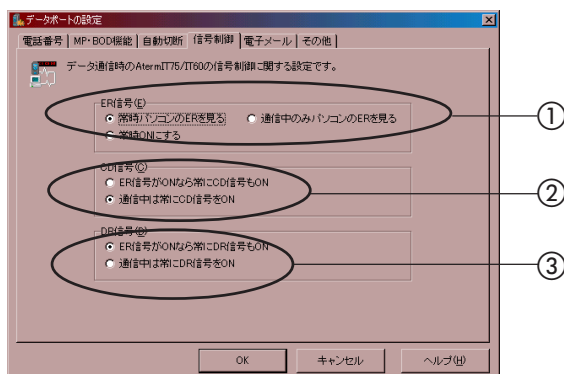 データポートの設定
電話番号 MP・BOD機能 自動切断 信号制御 電子メール その他
データ通信時のAtermIT75/IT60の信号制御に関する設定です。
ER信号(E)
常時パソコンのERを見る 通信中のみパソコンのERを見る
常時ONにする
①
CD信号(C)
ER信号がONなら常にCD信号もON
通信中は常にCD信号をON
②
DR信号(D)
ER信号がONなら常にDR信号もON
通信中は常にDR信号をON
③
OK キャンセル ヘルプ(H)